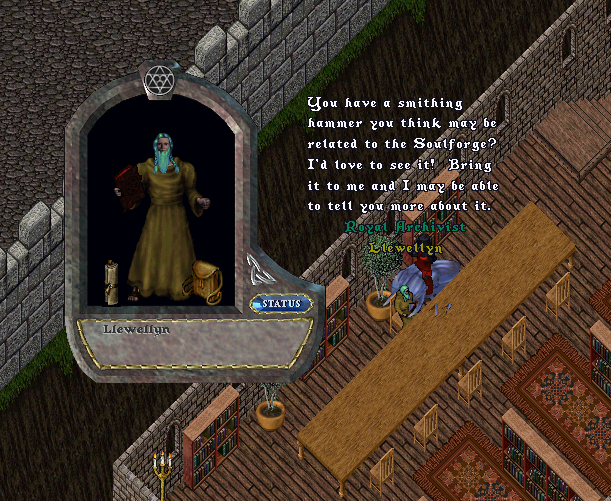 You have a smithing
hammer you think may be
related to the Soulforge?
I'd love to see it! Bring
it to me and I may be able
to tell you more about it.
Royal Archivist
Llewellyn
STATUS
Llewellyn